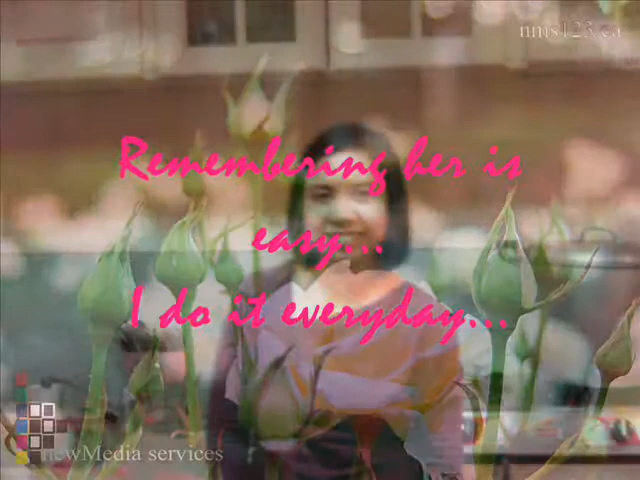 nms123.ca
Remembering her is
easy...
I do it everyday...
newMedia services